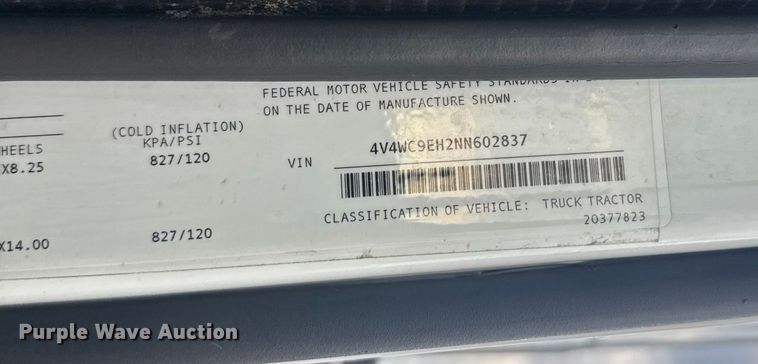 FEDERAL MOTOR VEHICLE SAFETY STANDARDS IN
ON THE DATE OF MANUFACTURE SHOWN.
(COLD INFLATION)
HEELS KPA/PSI
X8.25 827/120
VIN 4V4WC9EH2NN602837
CLASSIFICATION OF VEHICLE: TRUCK TRACTOR
20377823
X14.00 827/120
Purple Wave Auction